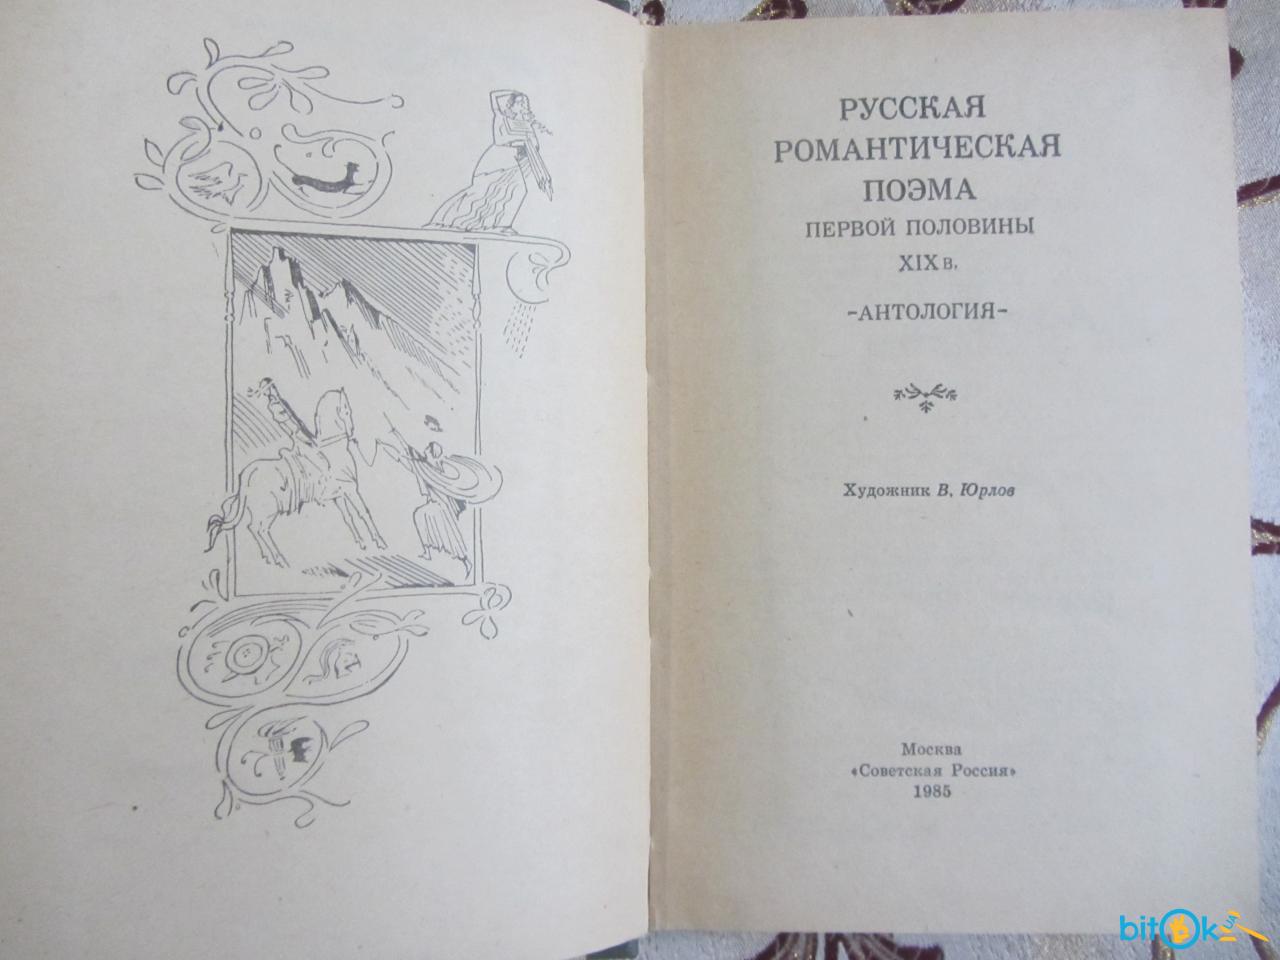 РУССКАЯ
РОМАНТИЧЕСКАЯ
ПОЭМА
ПЕРВОЙ ПОЛОВИНЫ
XIX в.
-АНТОЛОГИЯ-
Художник В. Юрлов
Москва
«Советская Россия»
1985
bitok